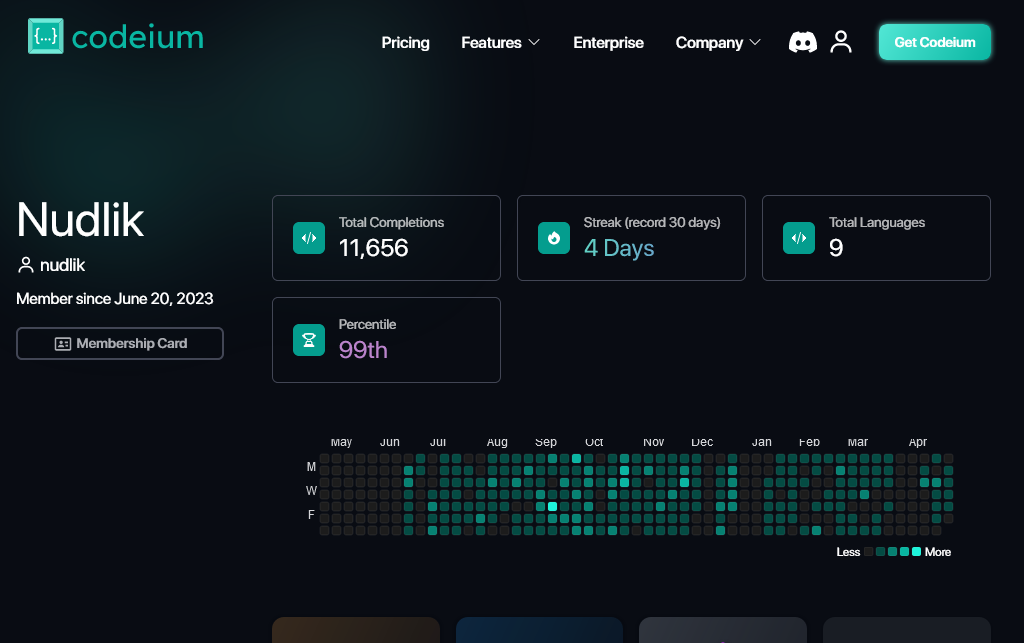 {...} codeium
Pricing Features Enterprise Company Get Codeium
Nudlik
nudlik
Member since June 20, 2023
Membership Card
Total Completions
11,656
Streak (record 30 days)
4 Days
Total Languages
9
Percentile
99th
May Jun Jul Aug Sep Oct Nov Dec Jan Feb Mar Apr
M
W
F
Less More